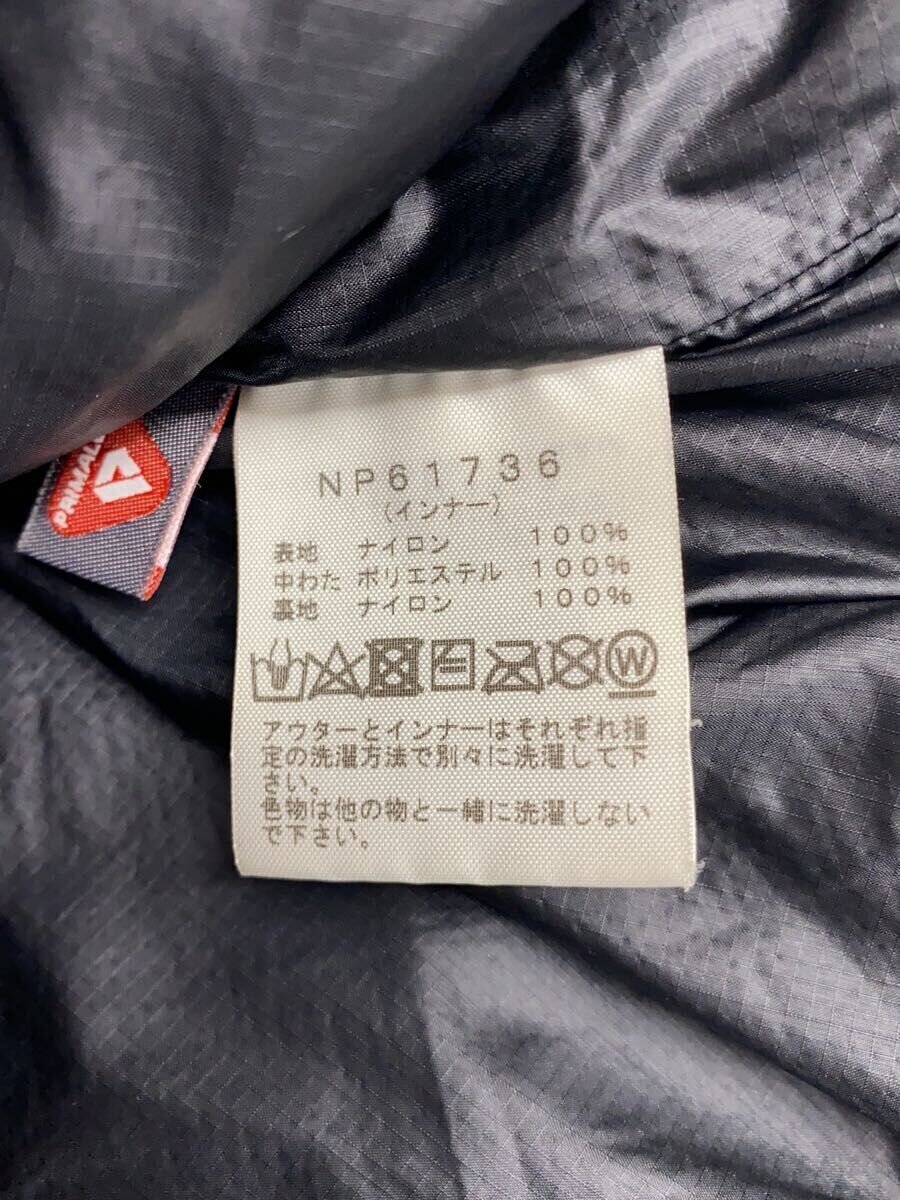 NP61736
(インナー)
表地 ナイロン 100%
中わた ポリエステル 100%
裏地 ナイロン 100%
W
アウターとインナーはそれぞれ指
定の洗濯方法で別々に洗濯して下
さい。
色物は他の物と一緒に洗濯しない
で下さい。